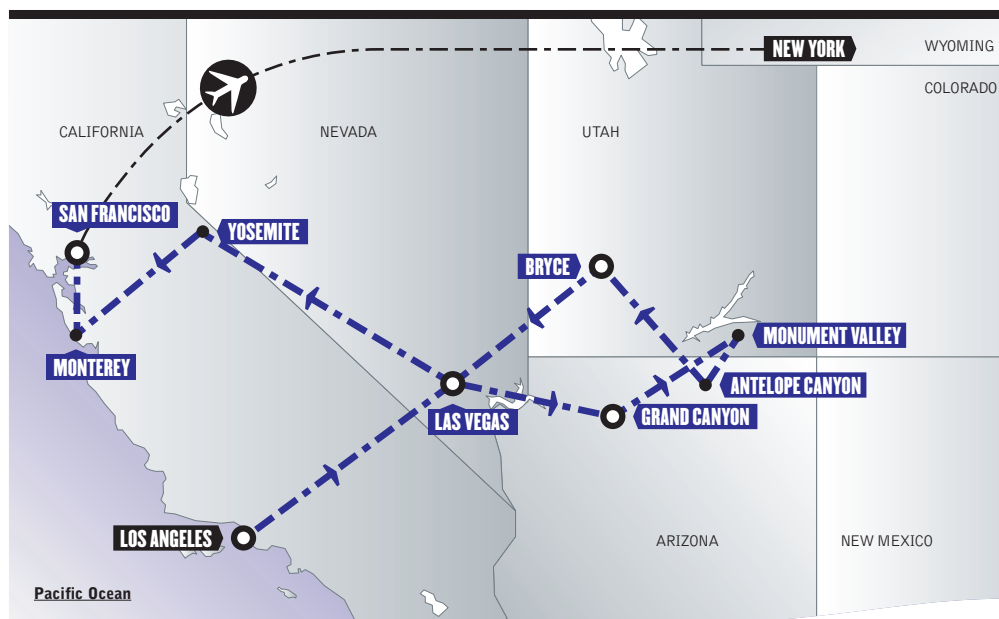 NEW YORK
WYOMING
COLORADO
CALIFORNIA
NEVADA
UTAH
SAN FRANCISCO
YOSEMITE
BRYCE
MONUMENT VALLEY
MONTEREY
ANTELOPE CANYON
LAS VEGAS
GRAND CANYON
LOS ANGELES
ARIZONA
NEW MEXICO
Pacific Ocean